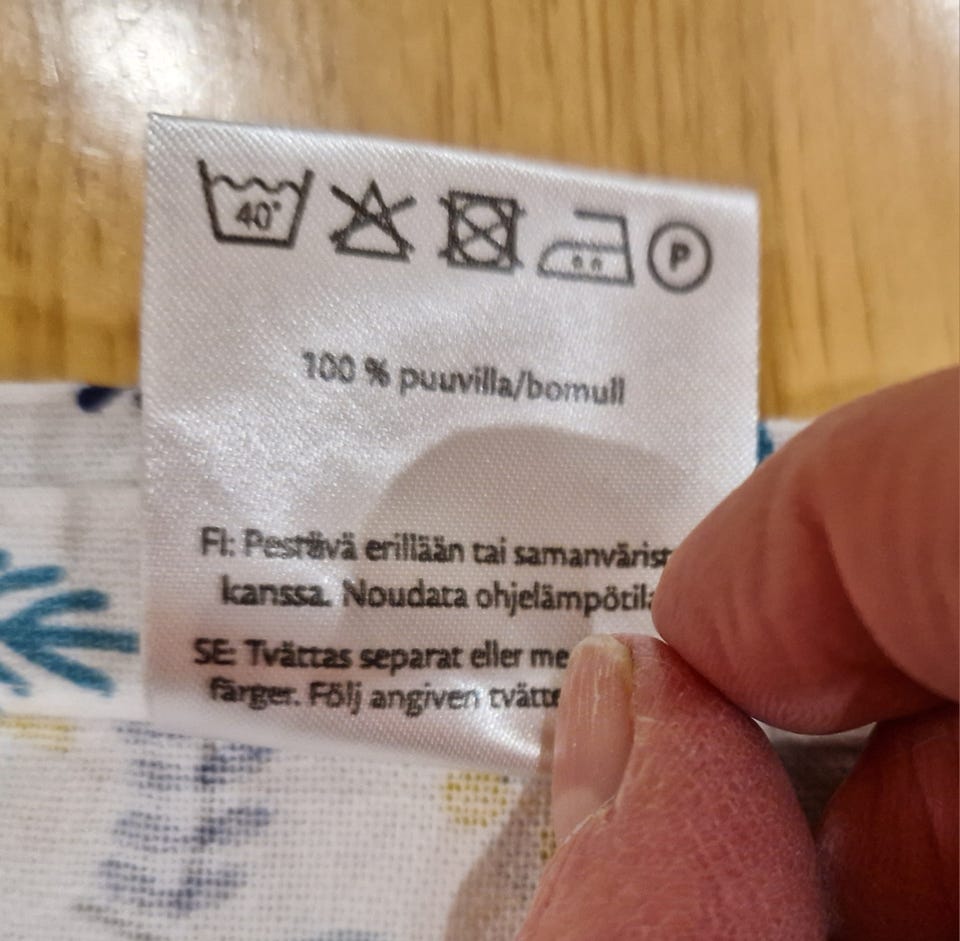 40°
P
100 % puuvilla/bomull
FI: Pestävä erillään tai
kanssa. Noudata
SE: Tvättas separat eller
färger. Följ angiven